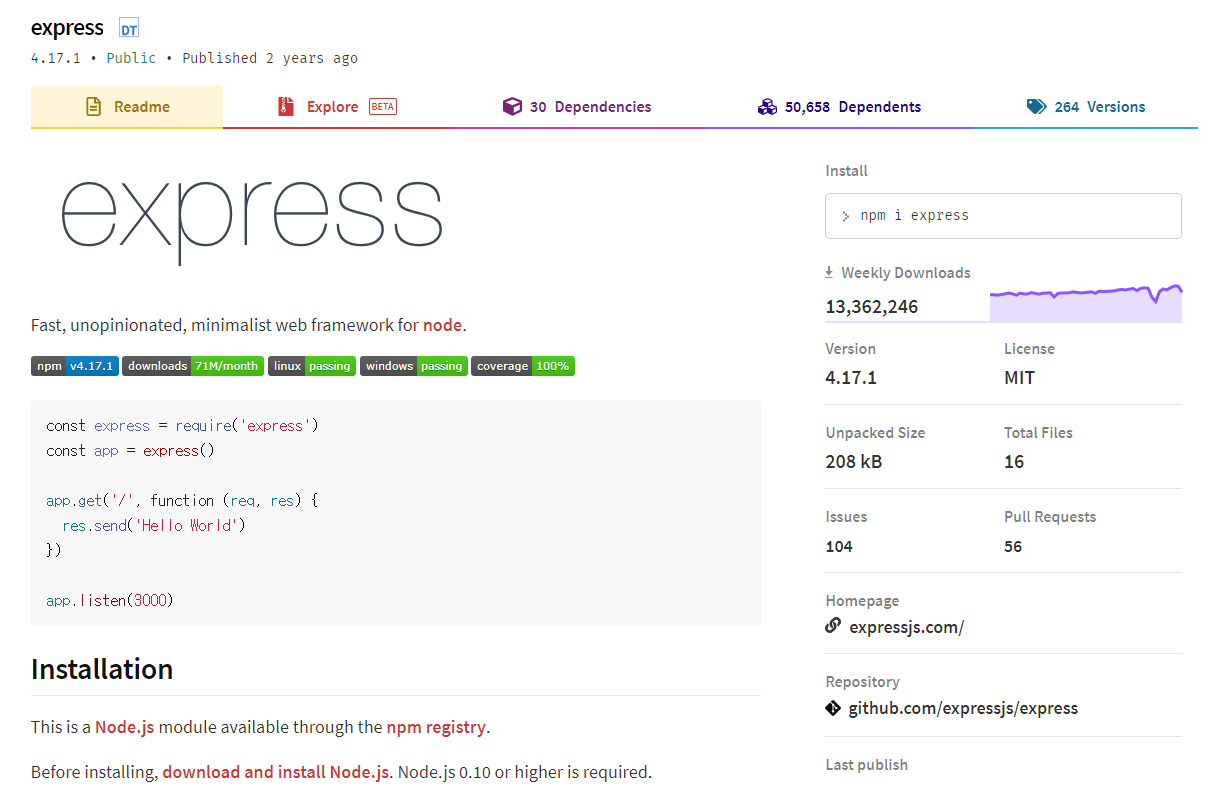 express DT
4.17.1 • Public • Published 2 years ago
Readme
Explore BETA
30 Dependencies
50,658 Dependents
264 Versions
express
Fast, unopinionated, minimalist web framework for node.
npm v4.17.1 downloads 71M/month linux passing windows passing coverage 100%
const express = require('express')
const app = express()
app.get('/', function (req, res) {
  res.send('Hello World')
})
app.listen(3000)
Installation
This is a Node.js module available through the npm registry.
Before installing, download and install Node.js. Node.js 0.10 or higher is required.
Install
> npm i express
Weekly Downloads
13,362,246
Version License
4.17.1 MIT
Unpacked Size Total Files
208 kB 16
Issues Pull Requests
104 56
Homepage
expressjs.com/
Repository
github.com/expressjs/express
Last publish